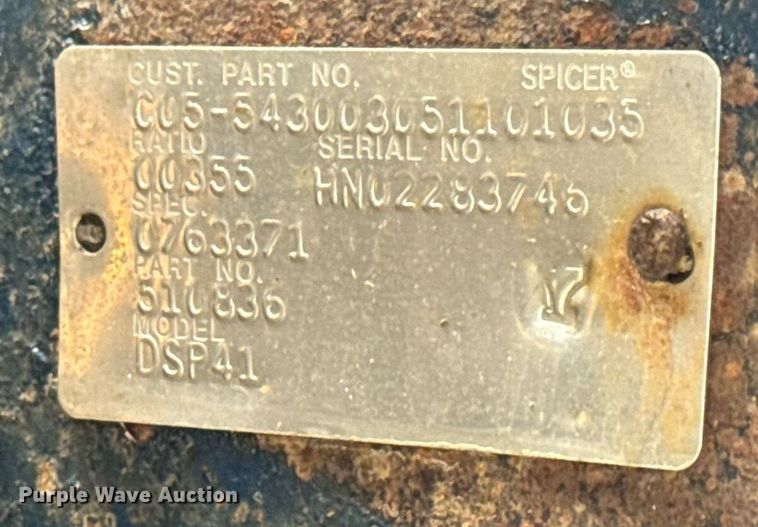 CUST. PART NO. SPICER®
C05-543003051101035
RATIO SERIAL NO.
00355 HNU2283746
SPEC.
0763371
PART NO.
510836
MODEL
DSP41
Purple Wave Auction